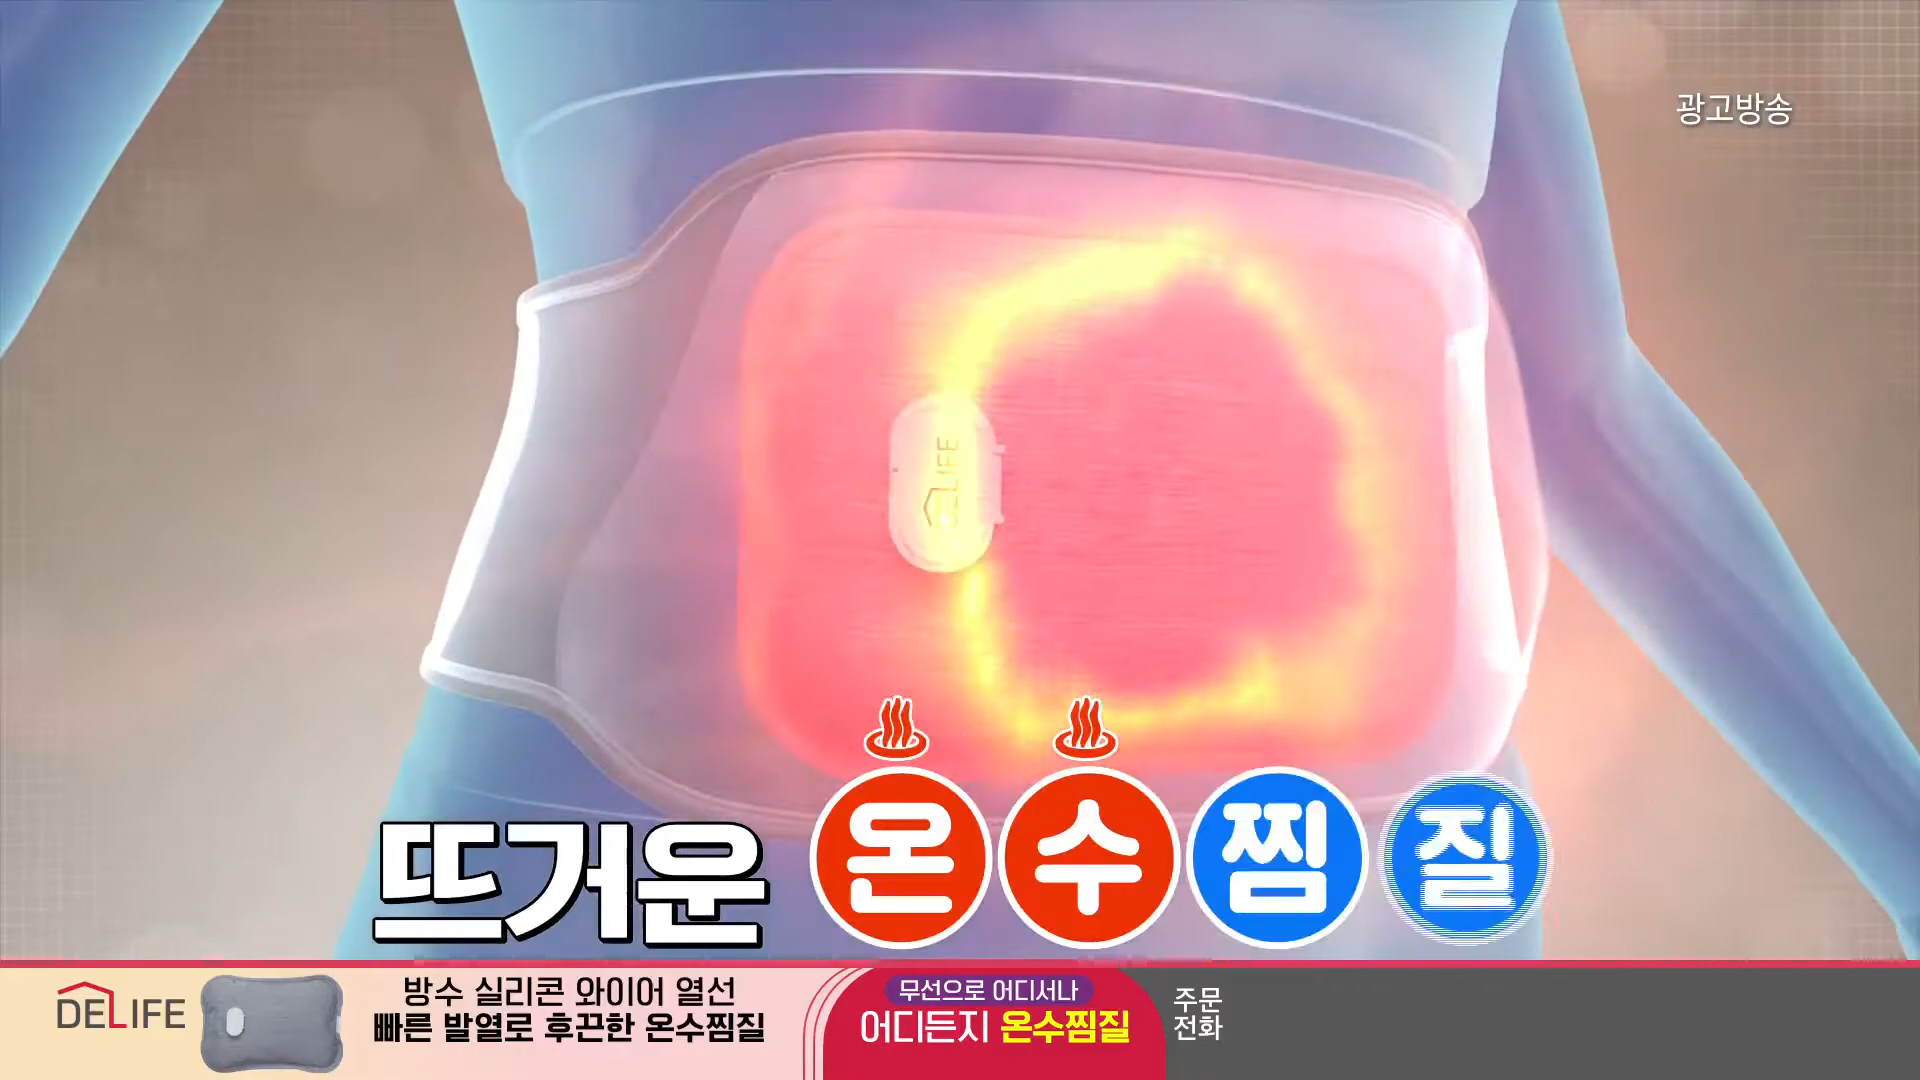 광고방송
DELIFE
뜨거운 온수찜질
DELIFE
방수 실리콘 와이어 열선
빠른 발열로 후끈한 온수찜질
무선으로 어디서나
어디든지 온수찜질
주문
전화